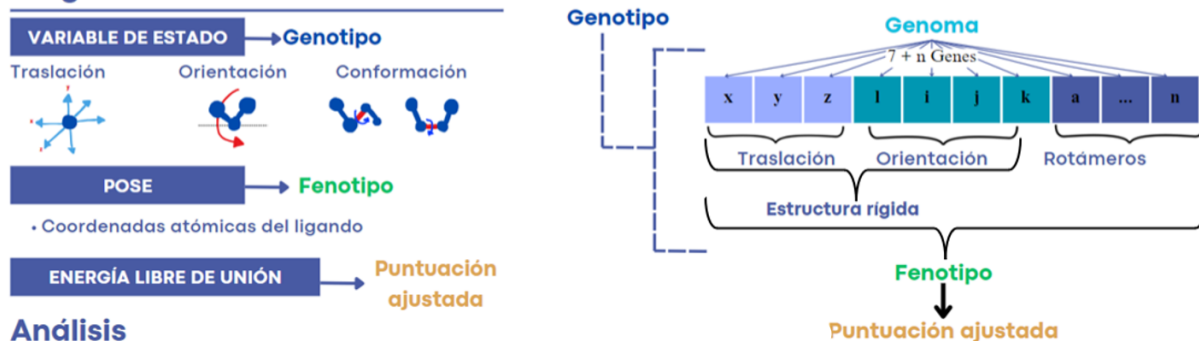 VARIABLE DE ESTADO
Genotipo
Traslación
Orientación
Conformación
POSE
Fenotipo
• Coordenadas atómicas del ligando
ENERGÍA LIBRE DE UNIÓN
Puntuación
ajustada
Análisis
Genotipo
Genoma
7 + n Genes
x y z l i j k a ... n
Traslación
Orientación
Rotámeros
Estructura rígida
Fenotipo
Puntuación ajustada